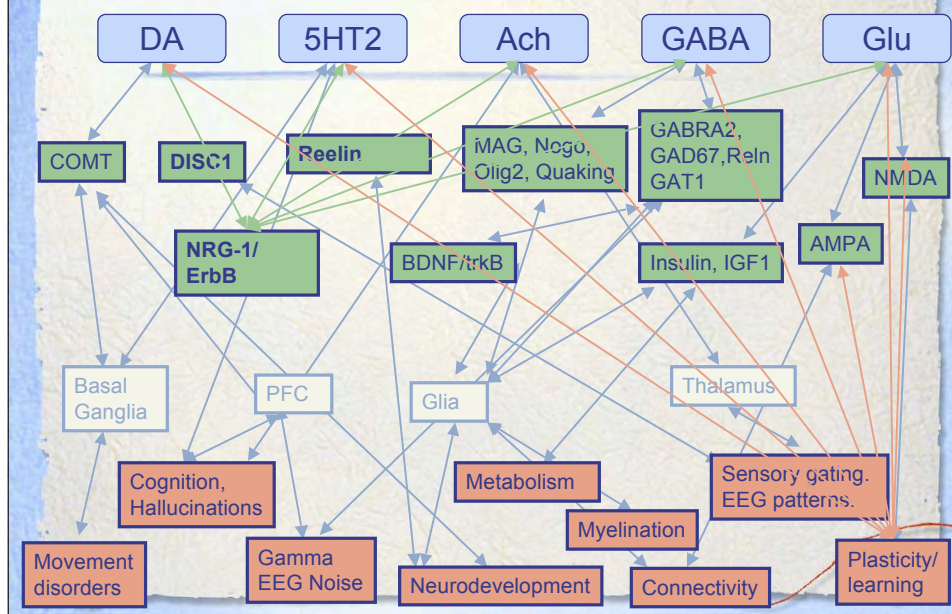 DA
5HT2
Ach
GABA
Glu
COMT
DISC1
Reelin
MAG, Nogo,
Olig2, Quaking
GABRA2,
GAD67,Reln
GAT1
NMDA
NRG-1/
ErbB
BDNF/trkB
Insulin, IGF1
AMPA
Basal
Ganglia
PFC
Glia
Thalamus
Cognition,
Hallucinations
Metabolism
Sensory gating.
EEG patterns.
Myelination
Movement
disorders
Gamma
EEG Noise
Neurodevelopment
Connectivity
Plasticity/
learning